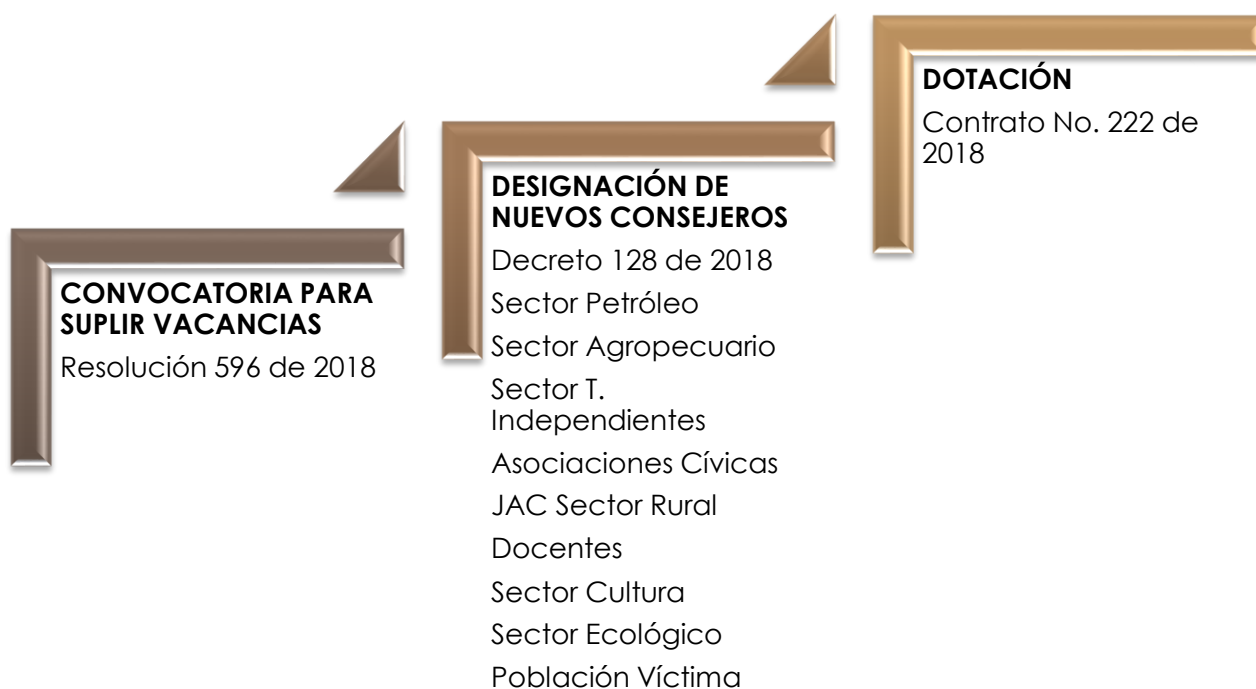 CONVOCATORIA PARA
SUPLIR VACANCIAS
Resolución 596 de 2018
DESIGNACIÓN DE
NUEVOS CONSEJEROS
Decreto 128 de 2018
Sector Petróleo
Sector Agropecuario
Sector T.
Independientes
Asociaciones Cívicas
JAC Sector Rural
Docentes
Sector Cultura
Sector Ecológico
Población Víctima
DOTACIÓN
Contrato No. 222 de
2018